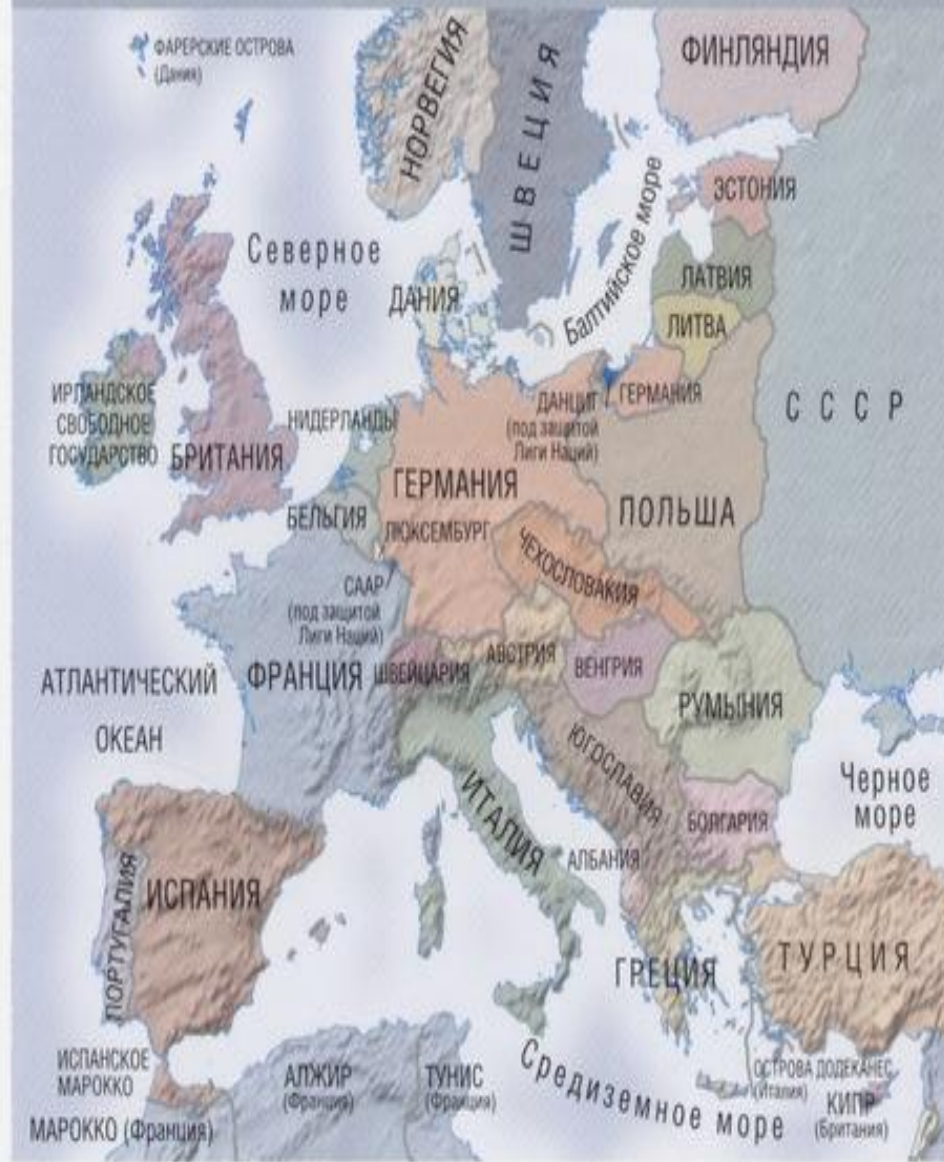 ФАРЕРСКИЕ ОСТРОВА
(Дания)
НОРВЕГИЯ
ШВЕЦИЯ
ФИНЛЯНДИЯ
ЭСТОНИЯ
Северное
море
Балтийское море
ЛАТВИЯ
ДАНИЯ
ЛИТВА
ИРЛАНДСКОЕ
СВОБОДНОЕ
ГОСУДАРСТВО
БРИТАНИЯ
НИДЕРЛАНДЫ
ДАНЦИГ
(под защитой
Лиги Наций)
ГЕРМАНИЯ
СССР
ГЕРМАНИЯ
ПОЛЬША
БЕЛЬГИЯ
ЛЮКСЕМБУРГ
ЧЕХОСЛОВАКИЯ
СААР
(под защитой
Лиги Наций)
АТЛАНТИЧЕСКИЙ
ОКЕАН
ФРАНЦИЯ
ШВЕЙЦАРИЯ
АВСТРИЯ
ВЕНГРИЯ
РУМЫНИЯ
ЮГОСЛАВИЯ
Черное
море
ИТАЛИЯ
БОЛГАРИЯ
АЛБАНИЯ
ПОРТУГАЛИЯ
ИСПАНИЯ
ГРЕЦИЯ
ТУРЦИЯ
ИСПАНСКОЕ
МАРОККО
МАРОККО (Франция)
АЛЖИР
(Франция)
ТУНИС
(Франция)
Средиземное море
ОСТРОВА ДОДЕКАНЕС
(Италия)
КИПР
(Британия)